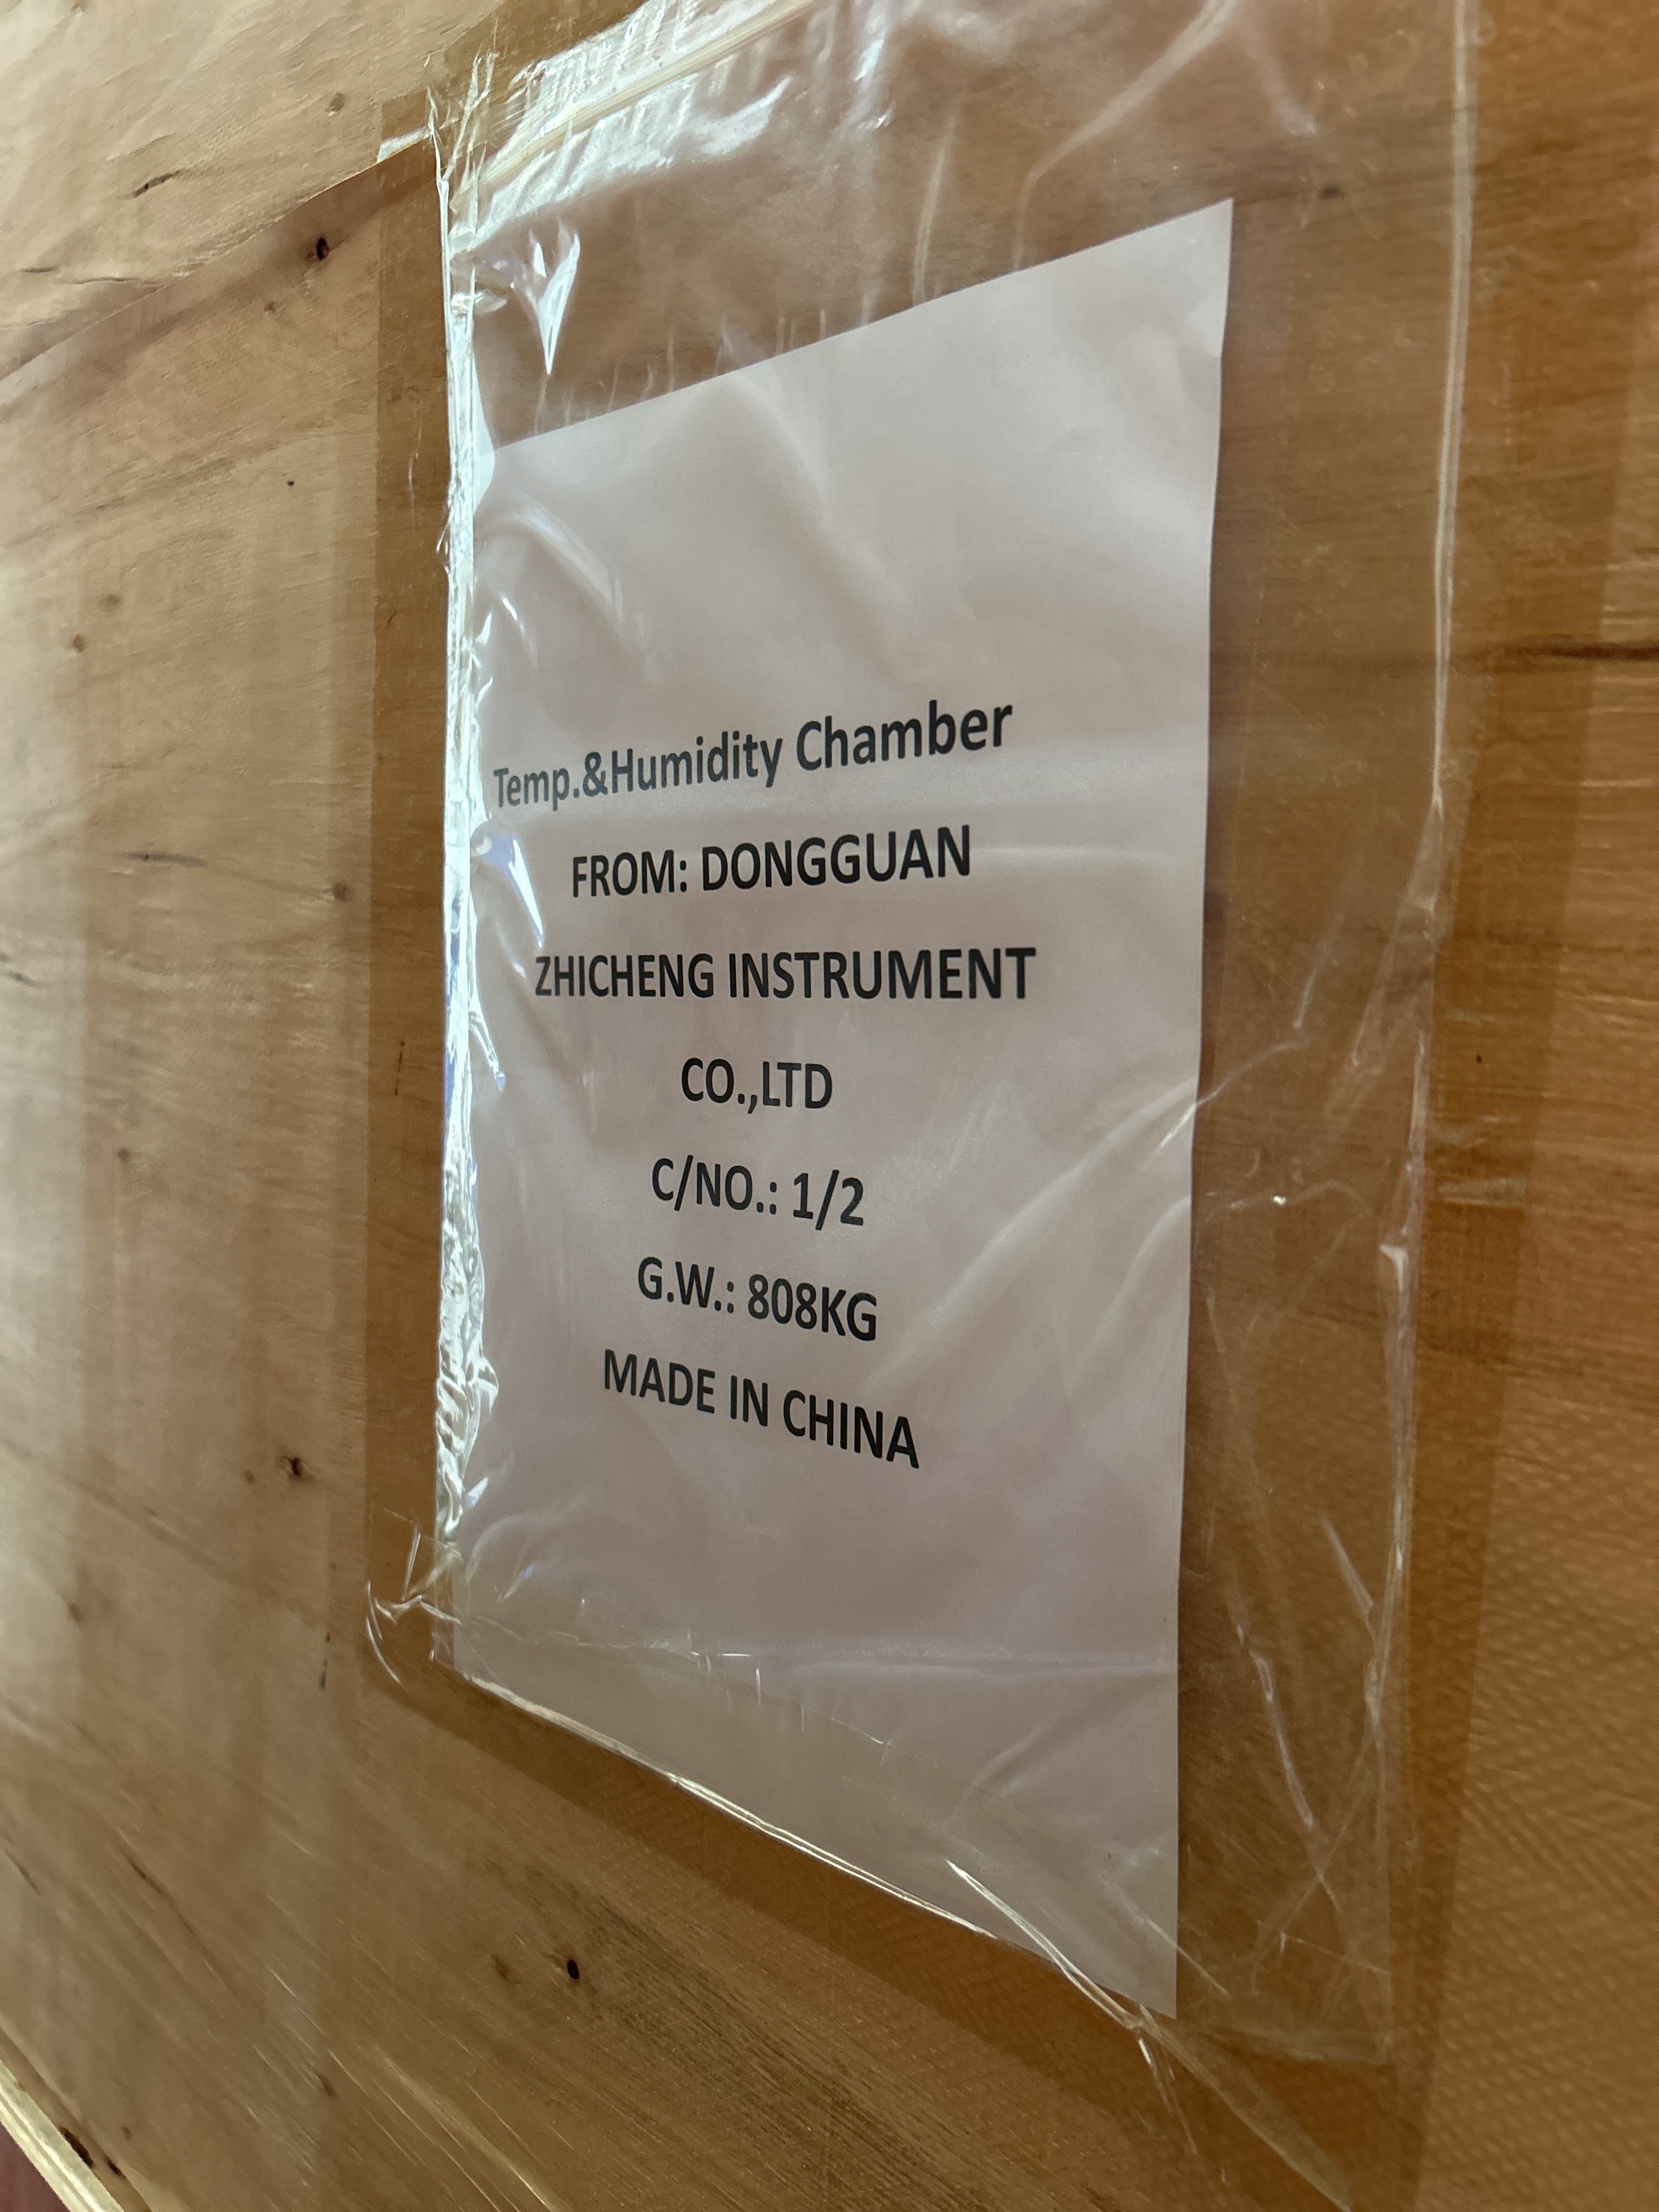 Temp.&Humidity Chamber
FROM: DONGGUAN
ZHICHENG INSTRUMENT
CO.,LTD
C/NO.: 1/2
G.W.: 808KG
MADE IN CHINA